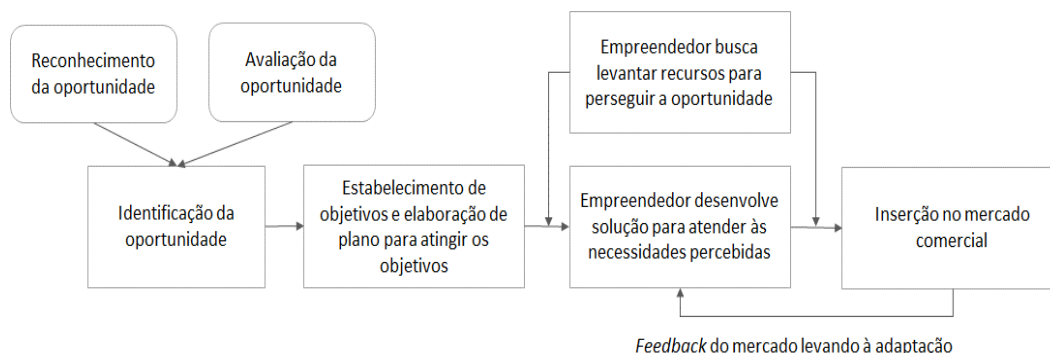 Reconhecimento
da oportunidade
Avaliação da
oportunidade
Empreendedor busca
levantar recursos para
perseguir a oportunidade
Identificação da
oportunidade
Estabelecimento de
objetivos e elaboração de
plano para atingir os
objetivos
Empreendedor desenvolve
solução para atender às
necessidades percebidas
Inserção no mercado
comercial
Feedback do mercado levando à adaptação